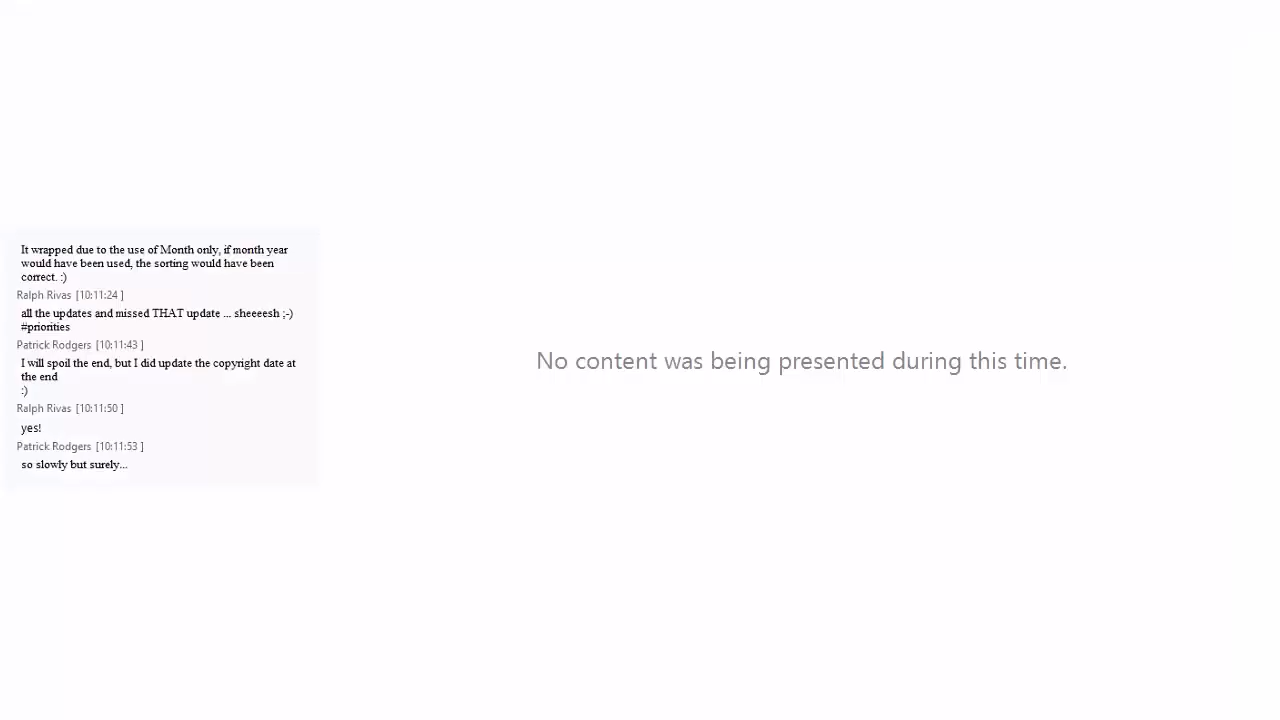 It wrapped due to the use of Month only, if month year
would have been used, the sorting would have been
correct. :)
Ralph Rivas [10:11:24 ]
all the updates and missed THAT update ... sheeeesh ;-)
#priorities
Patrick Rodgers [10:11:43 ]
I will spoil the end, but I did update the copyright date at
the end
:)
Ralph Rivas [10:11:50 ]
yes!
Patrick Rodgers [10:11:53 ]
so slowly but surely...
No content was being presented during this time.